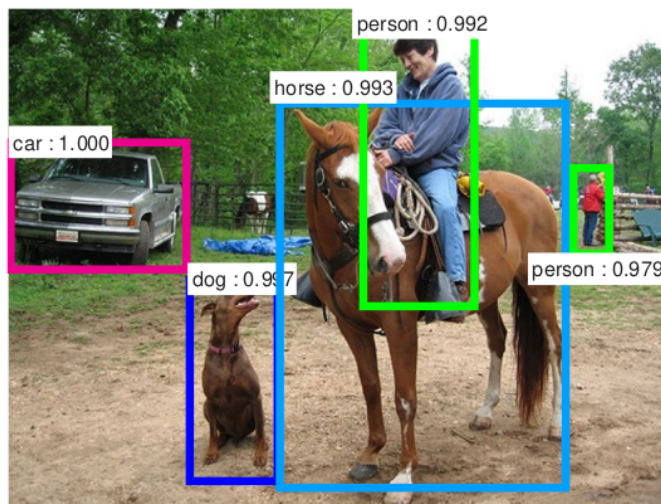 person : 0.992
horse : 0.993
car : 1.000
person : 0.979
dog : 0.997